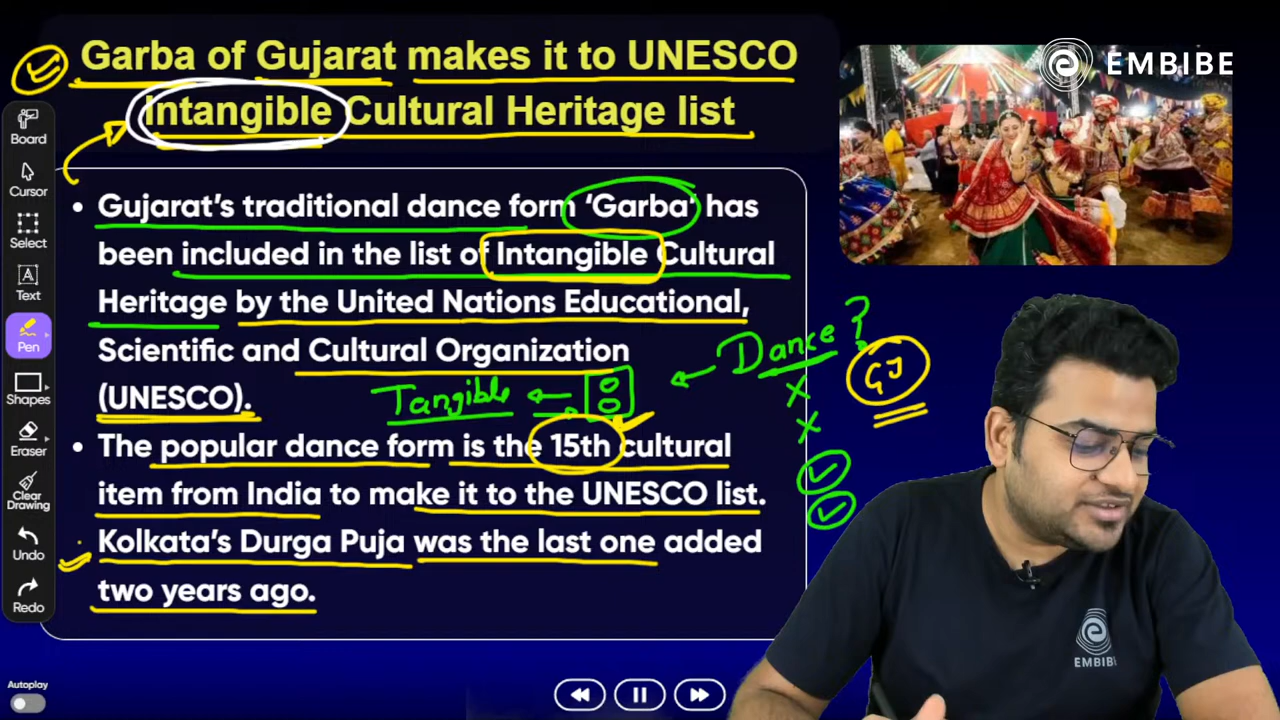 Garba of Gujarat makes it to UNESCO
Intangible Cultural Heritage list
EMBIBE
Board
Cursor
Select
Text
Pen
Shapes
Eraser
Clear
Drawing
Undo
Redo
Autoplay
• Gujarat's traditional dance form 'Garba' has
been included in the list of Intangible Cultural
Heritage by the United Nations Educational,
Scientific and Cultural Organization
(UNESCO).
Tangible
Dance ?
GJ
• The popular dance form is the 15th cultural
item from India to make it to the UNESCO list.
• Kolkata's Durga Puja was the last one added
two years ago.
EMBIBE